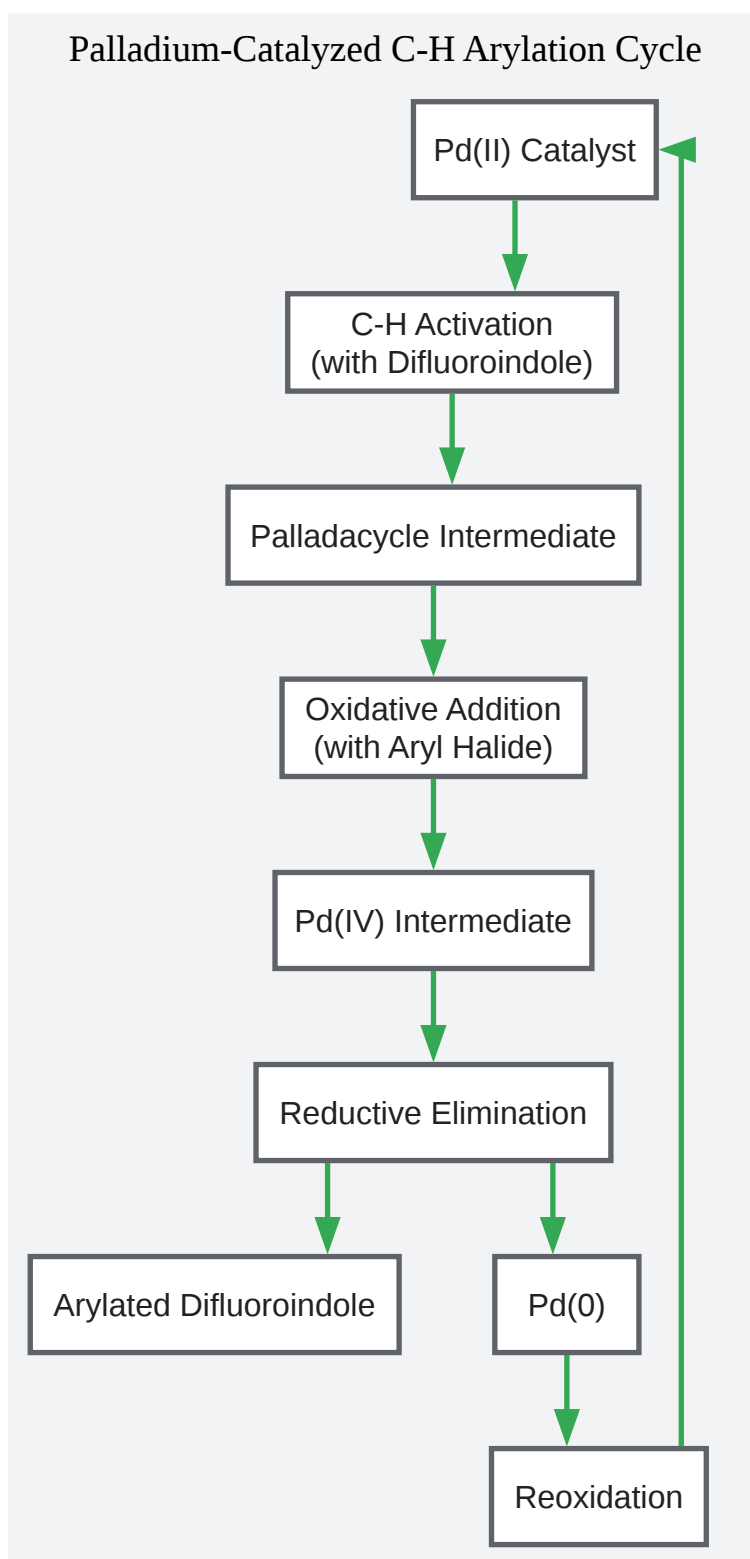 Palladium-Catalyzed C-H Arylation Cycle
Pd(II) Catalyst
C-H Activation
(with Difluoroindole)
Palladacycle Intermediate
Oxidative Addition
(with Aryl Halide)
Pd(IV) Intermediate
Reductive Elimination
Arylated Difluoroindole
Pd(0)
Reoxidation